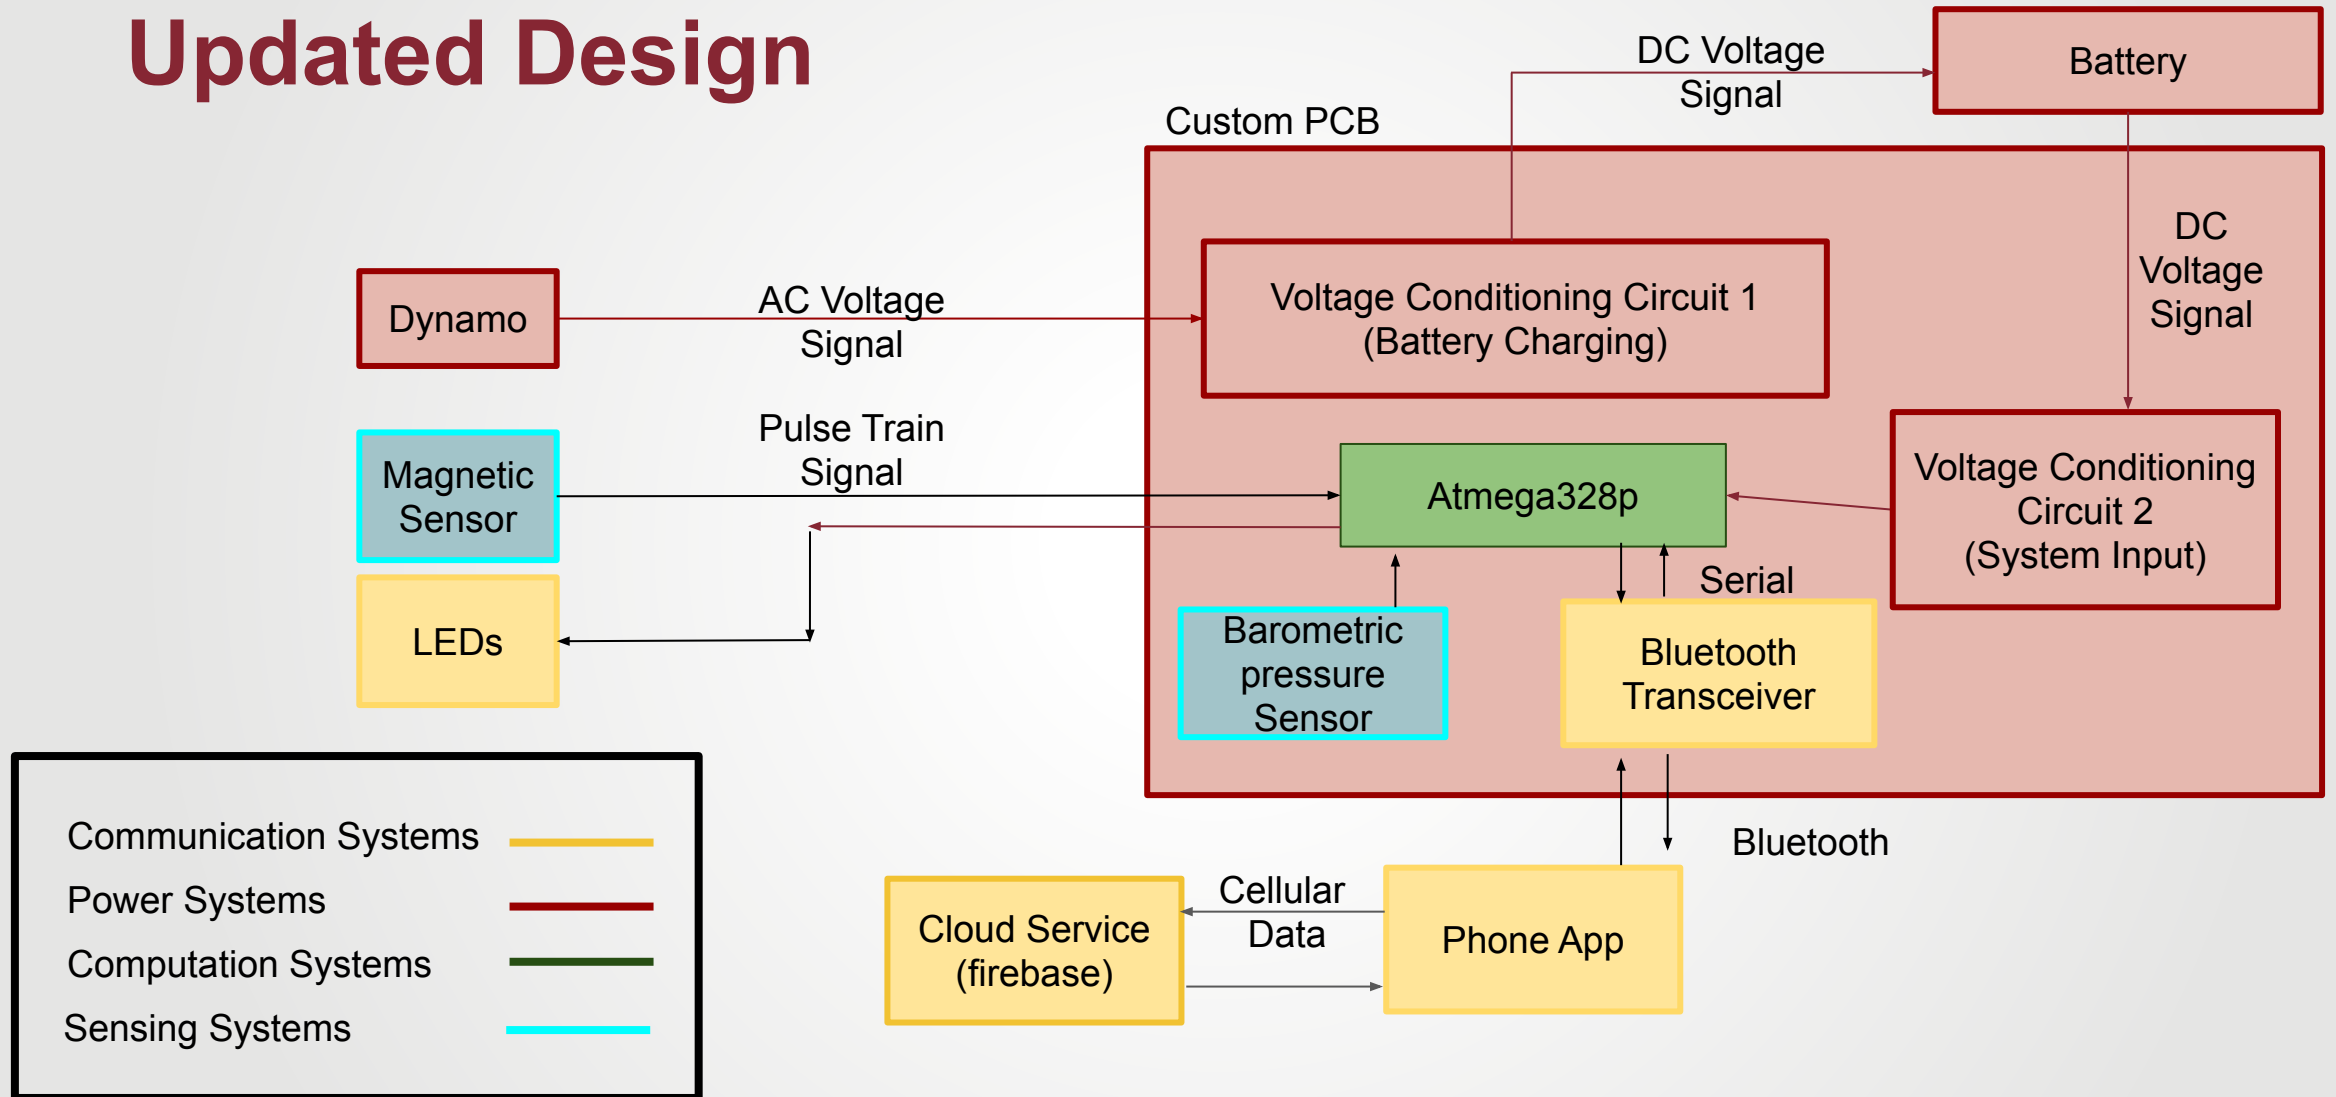 Updated Design
DC Voltage
Signal
Battery
Custom PCB
DC
Voltage
Signal
Dynamo
AC Voltage
Signal
Voltage Conditioning Circuit 1
(Battery Charging)
Magnetic
Sensor
Pulse Train
Signal
Atmega328p
Voltage Conditioning
Circuit 2
(System Input)
Serial
LEDs
Barometric
pressure
Sensor
Bluetooth
Transceiver
Bluetooth
Cellular
Data
Cloud Service
(firebase)
Phone App
Communication Systems
Power Systems
Computation Systems
Sensing Systems